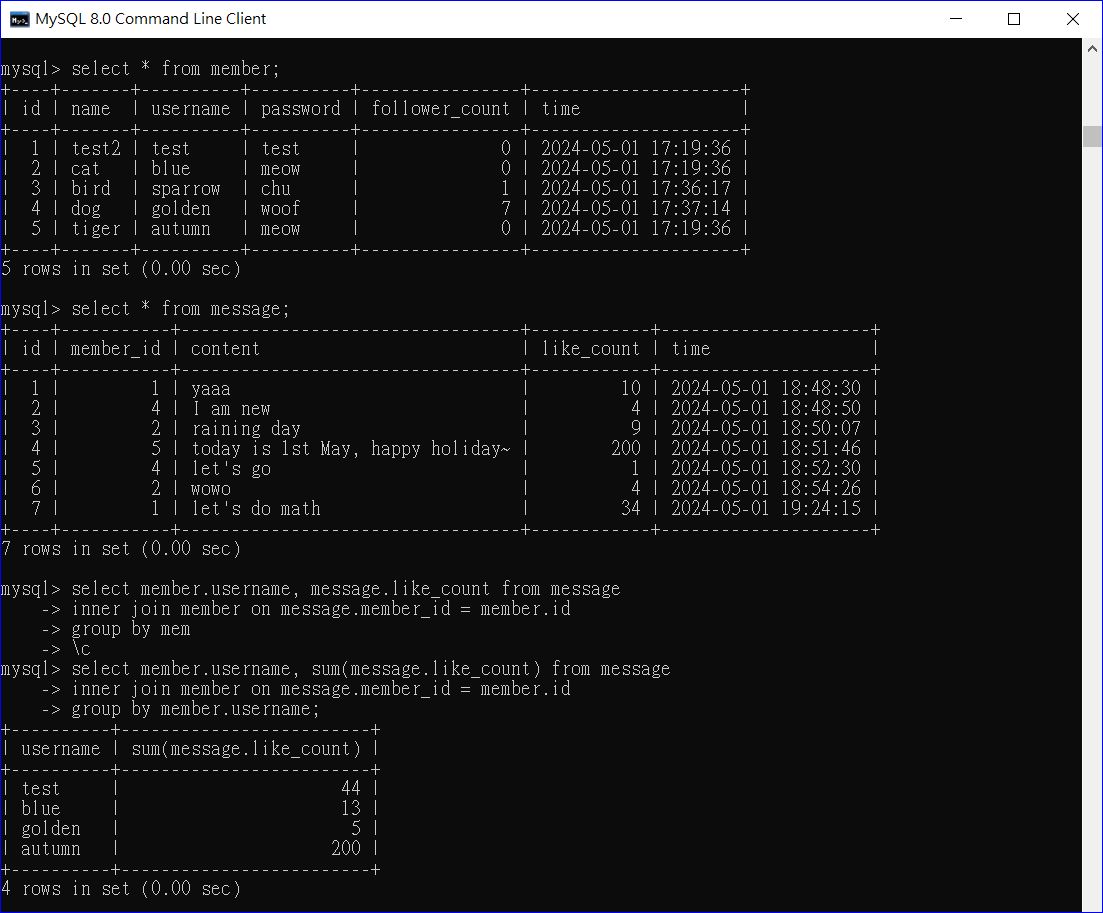 MySQL 8.0 Command Line Client
mysql> select * from member;
+----+-------+----------+----------+----------------+---------------------+
| id | name  | username | password | follower_count | time                |
+----+-------+----------+----------+----------------+---------------------+
|  1 | test2 | test     | test     |              0 | 2024-05-01 17:19:36 |
|  2 | cat   | blue     | meow     |              0 | 2024-05-01 17:19:36 |
|  3 | bird  | sparrow  | chu      |              1 | 2024-05-01 17:36:17 |
|  4 | dog   | golden   | woof     |              7 | 2024-05-01 17:37:14 |
|  5 | tiger | autumn   | meow     |              0 | 2024-05-01 17:19:36 |
+----+-------+----------+----------+----------------+---------------------+
5 rows in set (0.00 sec)
mysql> select * from message;
+----+-----------+----------------------------------+------------+---------------------+
| id | member_id | content                          | like_count | time                |
+----+-----------+----------------------------------+------------+---------------------+
|  1 |         1 | yaaa                             |         10 | 2024-05-01 18:48:30 |
|  2 |         4 | I am new                         |          4 | 2024-05-01 18:48:50 |
|  3 |         2 | raining day                      |          9 | 2024-05-01 18:50:07 |
|  4 |         5 | today is 1st May, happy holiday~ |        200 | 2024-05-01 18:51:46 |
|  5 |         4 | let's go                         |          1 | 2024-05-01 18:52:30 |
|  6 |         2 | wowo                             |          4 | 2024-05-01 18:54:26 |
|  7 |         1 | let's do math                    |         34 | 2024-05-01 19:24:15 |
+----+-----------+----------------------------------+------------+---------------------+
7 rows in set (0.00 sec)
mysql> select member.username, message.like_count from message
    -> inner join member on message.member_id = member.id
    -> group by mem
    -> \c
mysql> select member.username, sum(message.like_count) from message
    -> inner join member on message.member_id = member.id
    -> group by member.username;
+----------+-------------------------+
| username | sum(message.like_count) |
+----------+-------------------------+
| test     |                      44 |
| blue     |                      13 |
| golden   |                       5 |
| autumn   |                     200 |
+----------+-------------------------+
4 rows in set (0.00 sec)